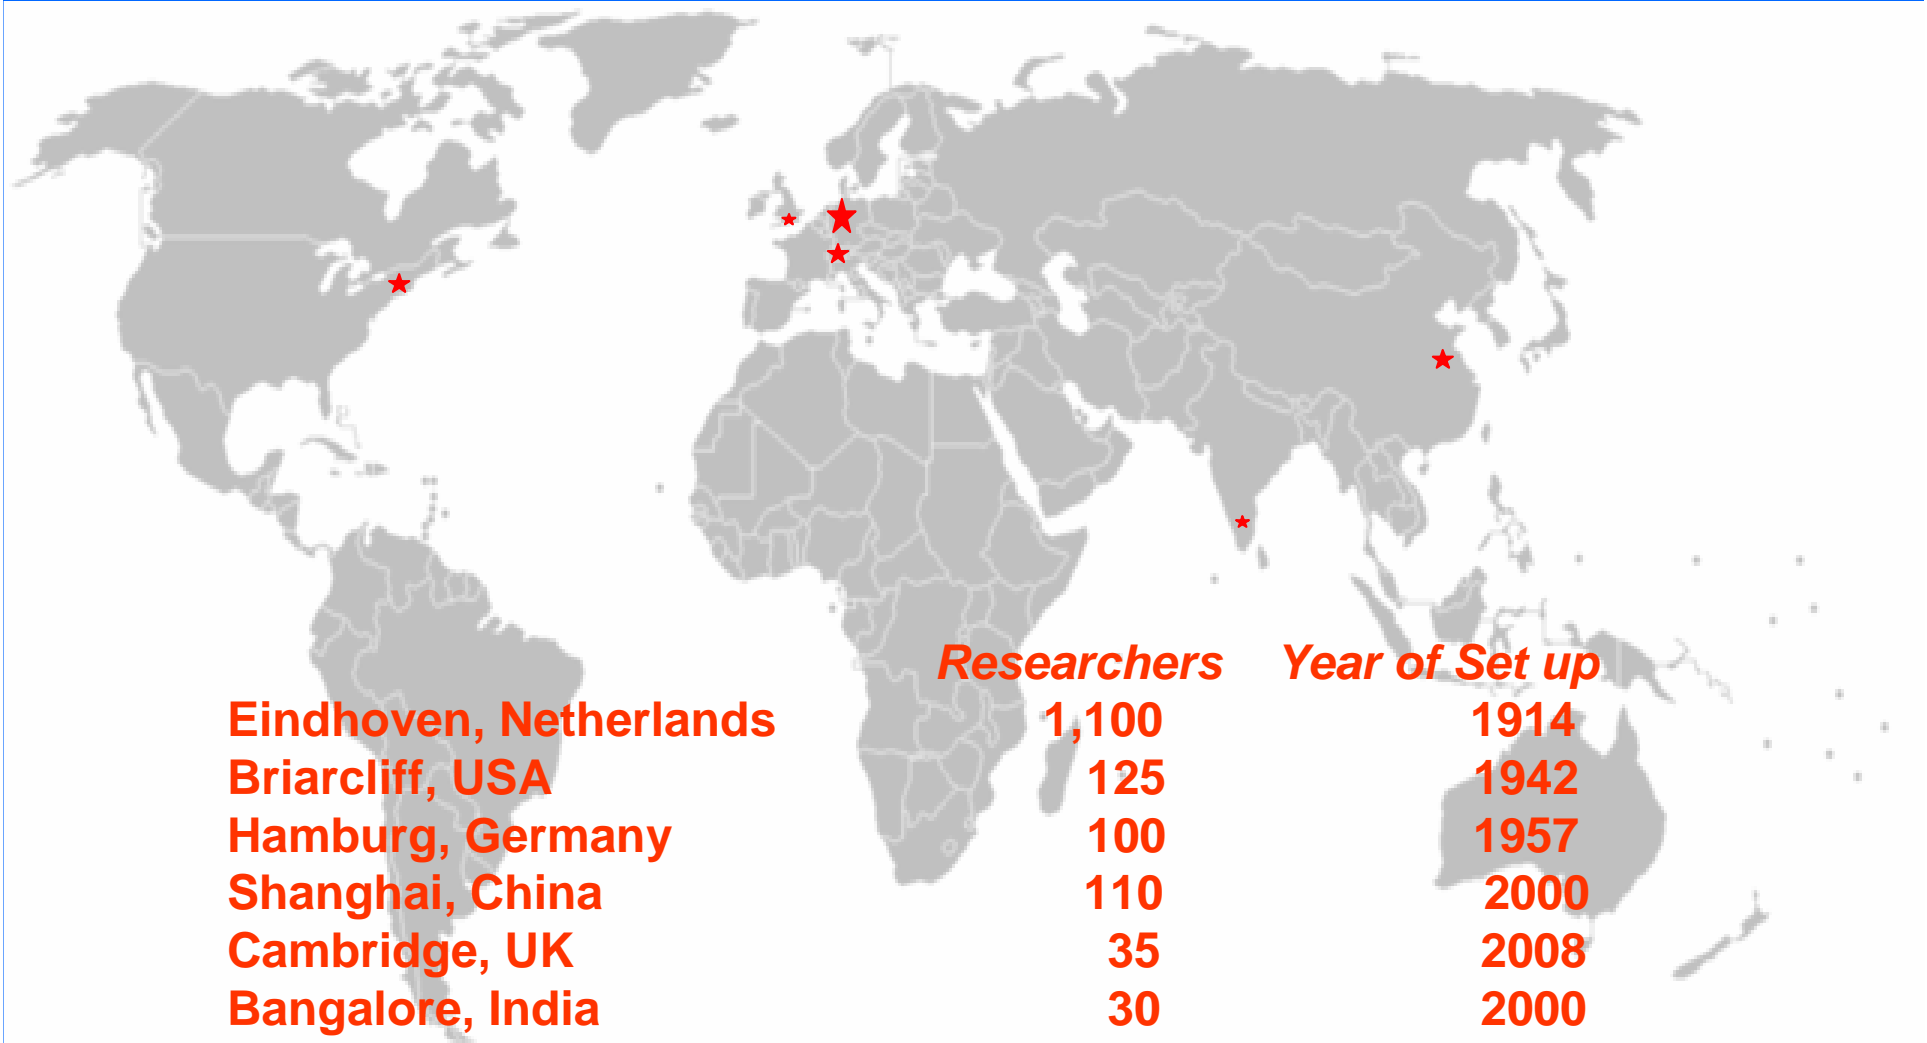 Researchers Year of Set up
Eindhoven, Netherlands 1,100 1914
Briarcliff, USA 125 1942
Hamburg, Germany 100 1957
Shanghai, China 110 2000
Cambridge, UK 35 2008
Bangalore, India 30 2000